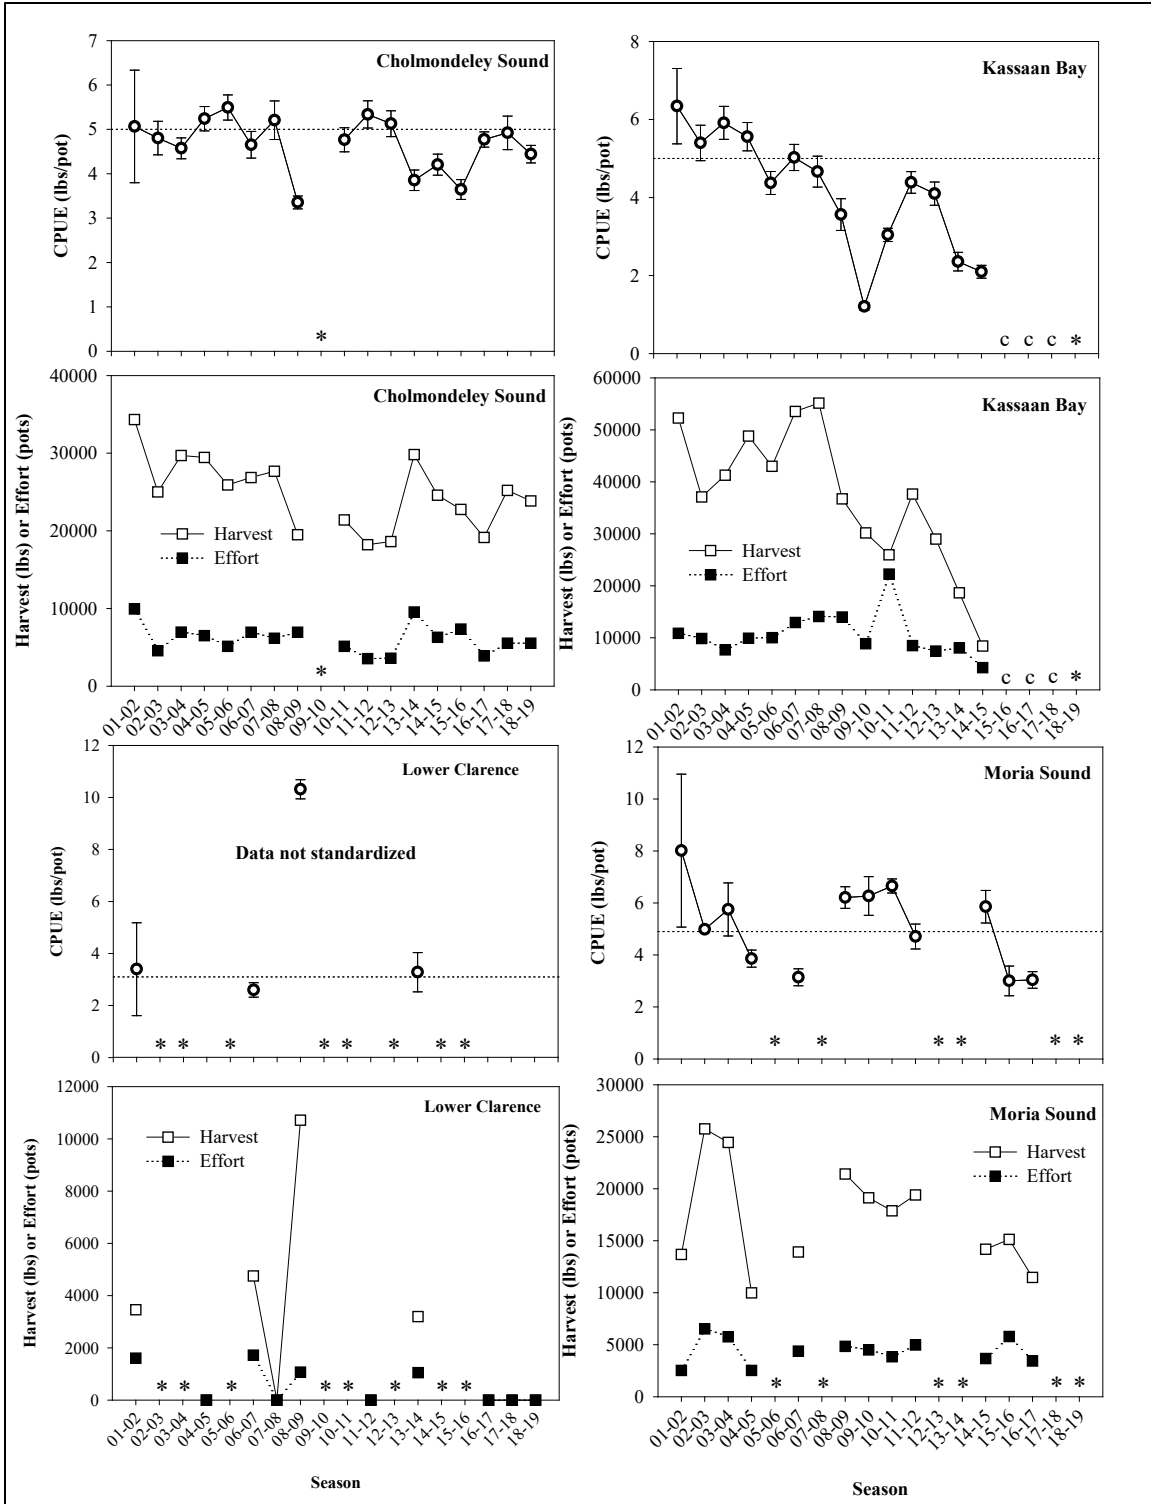 Cholmondeley Sound
CPUE (lbs/pot)
7
6
5
4
3
2
1
0
*
Kassaan Bay
CPUE (lbs/pot)
8
6
4
2
0
c c c *
Cholmondeley Sound
Harvest (lbs) or Effort (pots)
40000
30000
20000
10000
0
Harvest
Effort
*
01-02 02-03 03-04 04-05 05-06 06-07 07-08 08-09 09-10 10-11 11-12 12-13 13-14 14-15 15-16 16-17 17-18 18-19
Kassaan Bay
Harvest (lbs) or Effort (pots)
60000
50000
40000
30000
20000
10000
0
Harvest
Effort
c c c *
01-02 02-03 03-04 04-05 05-06 06-07 07-08 08-09 09-10 10-11 11-12 12-13 13-14 14-15 15-16 16-17 17-18 18-19
Lower Clarence
CPUE (lbs/pot)
12
10
8
6
4
2
0
Data not standardized
* * * * * * * *
Moria Sound
CPUE (lbs/pot)
12
10
8
6
4
2
0
* * * * * *
Lower Clarence
Harvest (lbs) or Effort (pots)
12000
10000
8000
6000
4000
2000
0
Harvest
Effort
* * * * * * * *
01-02 02-03 03-04 04-05 05-06 06-07 07-08 08-09 09-10 10-11 11-12 12-13 13-14 14-15 15-16 16-17 17-18 18-19
Season
Moria Sound
Harvest (lbs) or Effort (pots)
30000
25000
20000
15000
10000
5000
0
Harvest
Effort
* * * * * *
01-02 02-03 03-04 04-05 05-06 06-07 07-08 08-09 09-10 10-11 11-12 12-13 13-14 14-15 15-16 16-17 17-18 18-19
Season